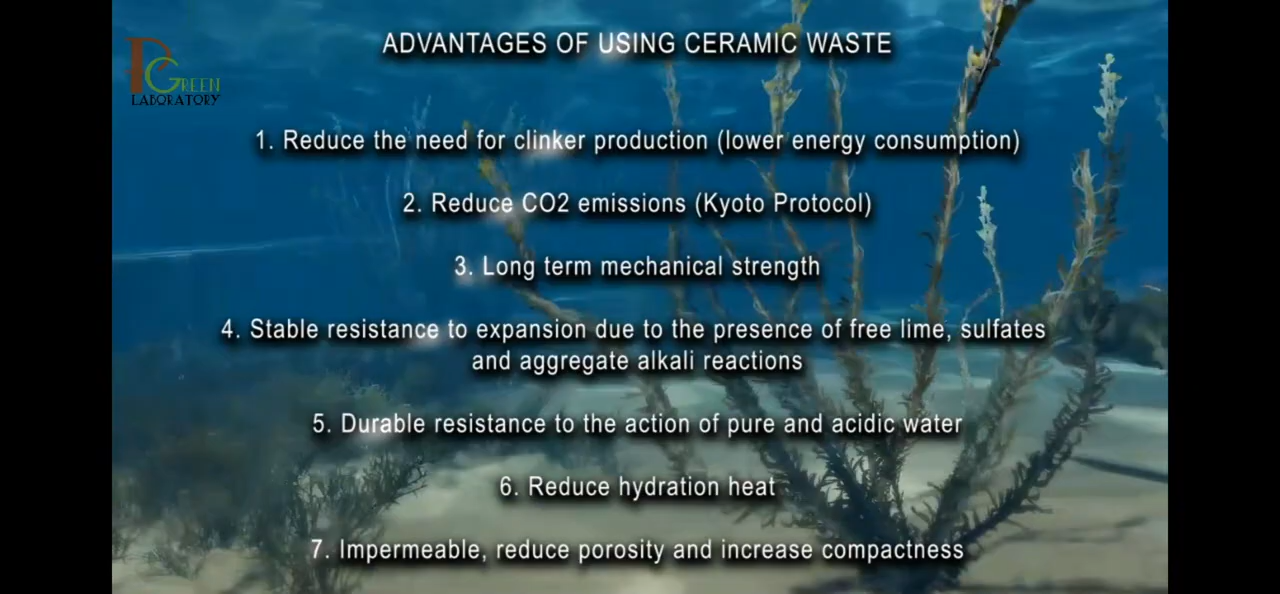 PGREEN
LABORATORY
ADVANTAGES OF USING CERAMIC WASTE
1. Reduce the need for clinker production (lower energy consumption)
2. Reduce CO2 emissions (Kyoto Protocol)
3. Long term mechanical strength
4. Stable resistance to expansion due to the presence of free lime, sulfates
and aggregate alkali reactions
5. Durable resistance to the action of pure and acidic water
6. Reduce hydration heat
7. Impermeable, reduce porosity and increase compactness